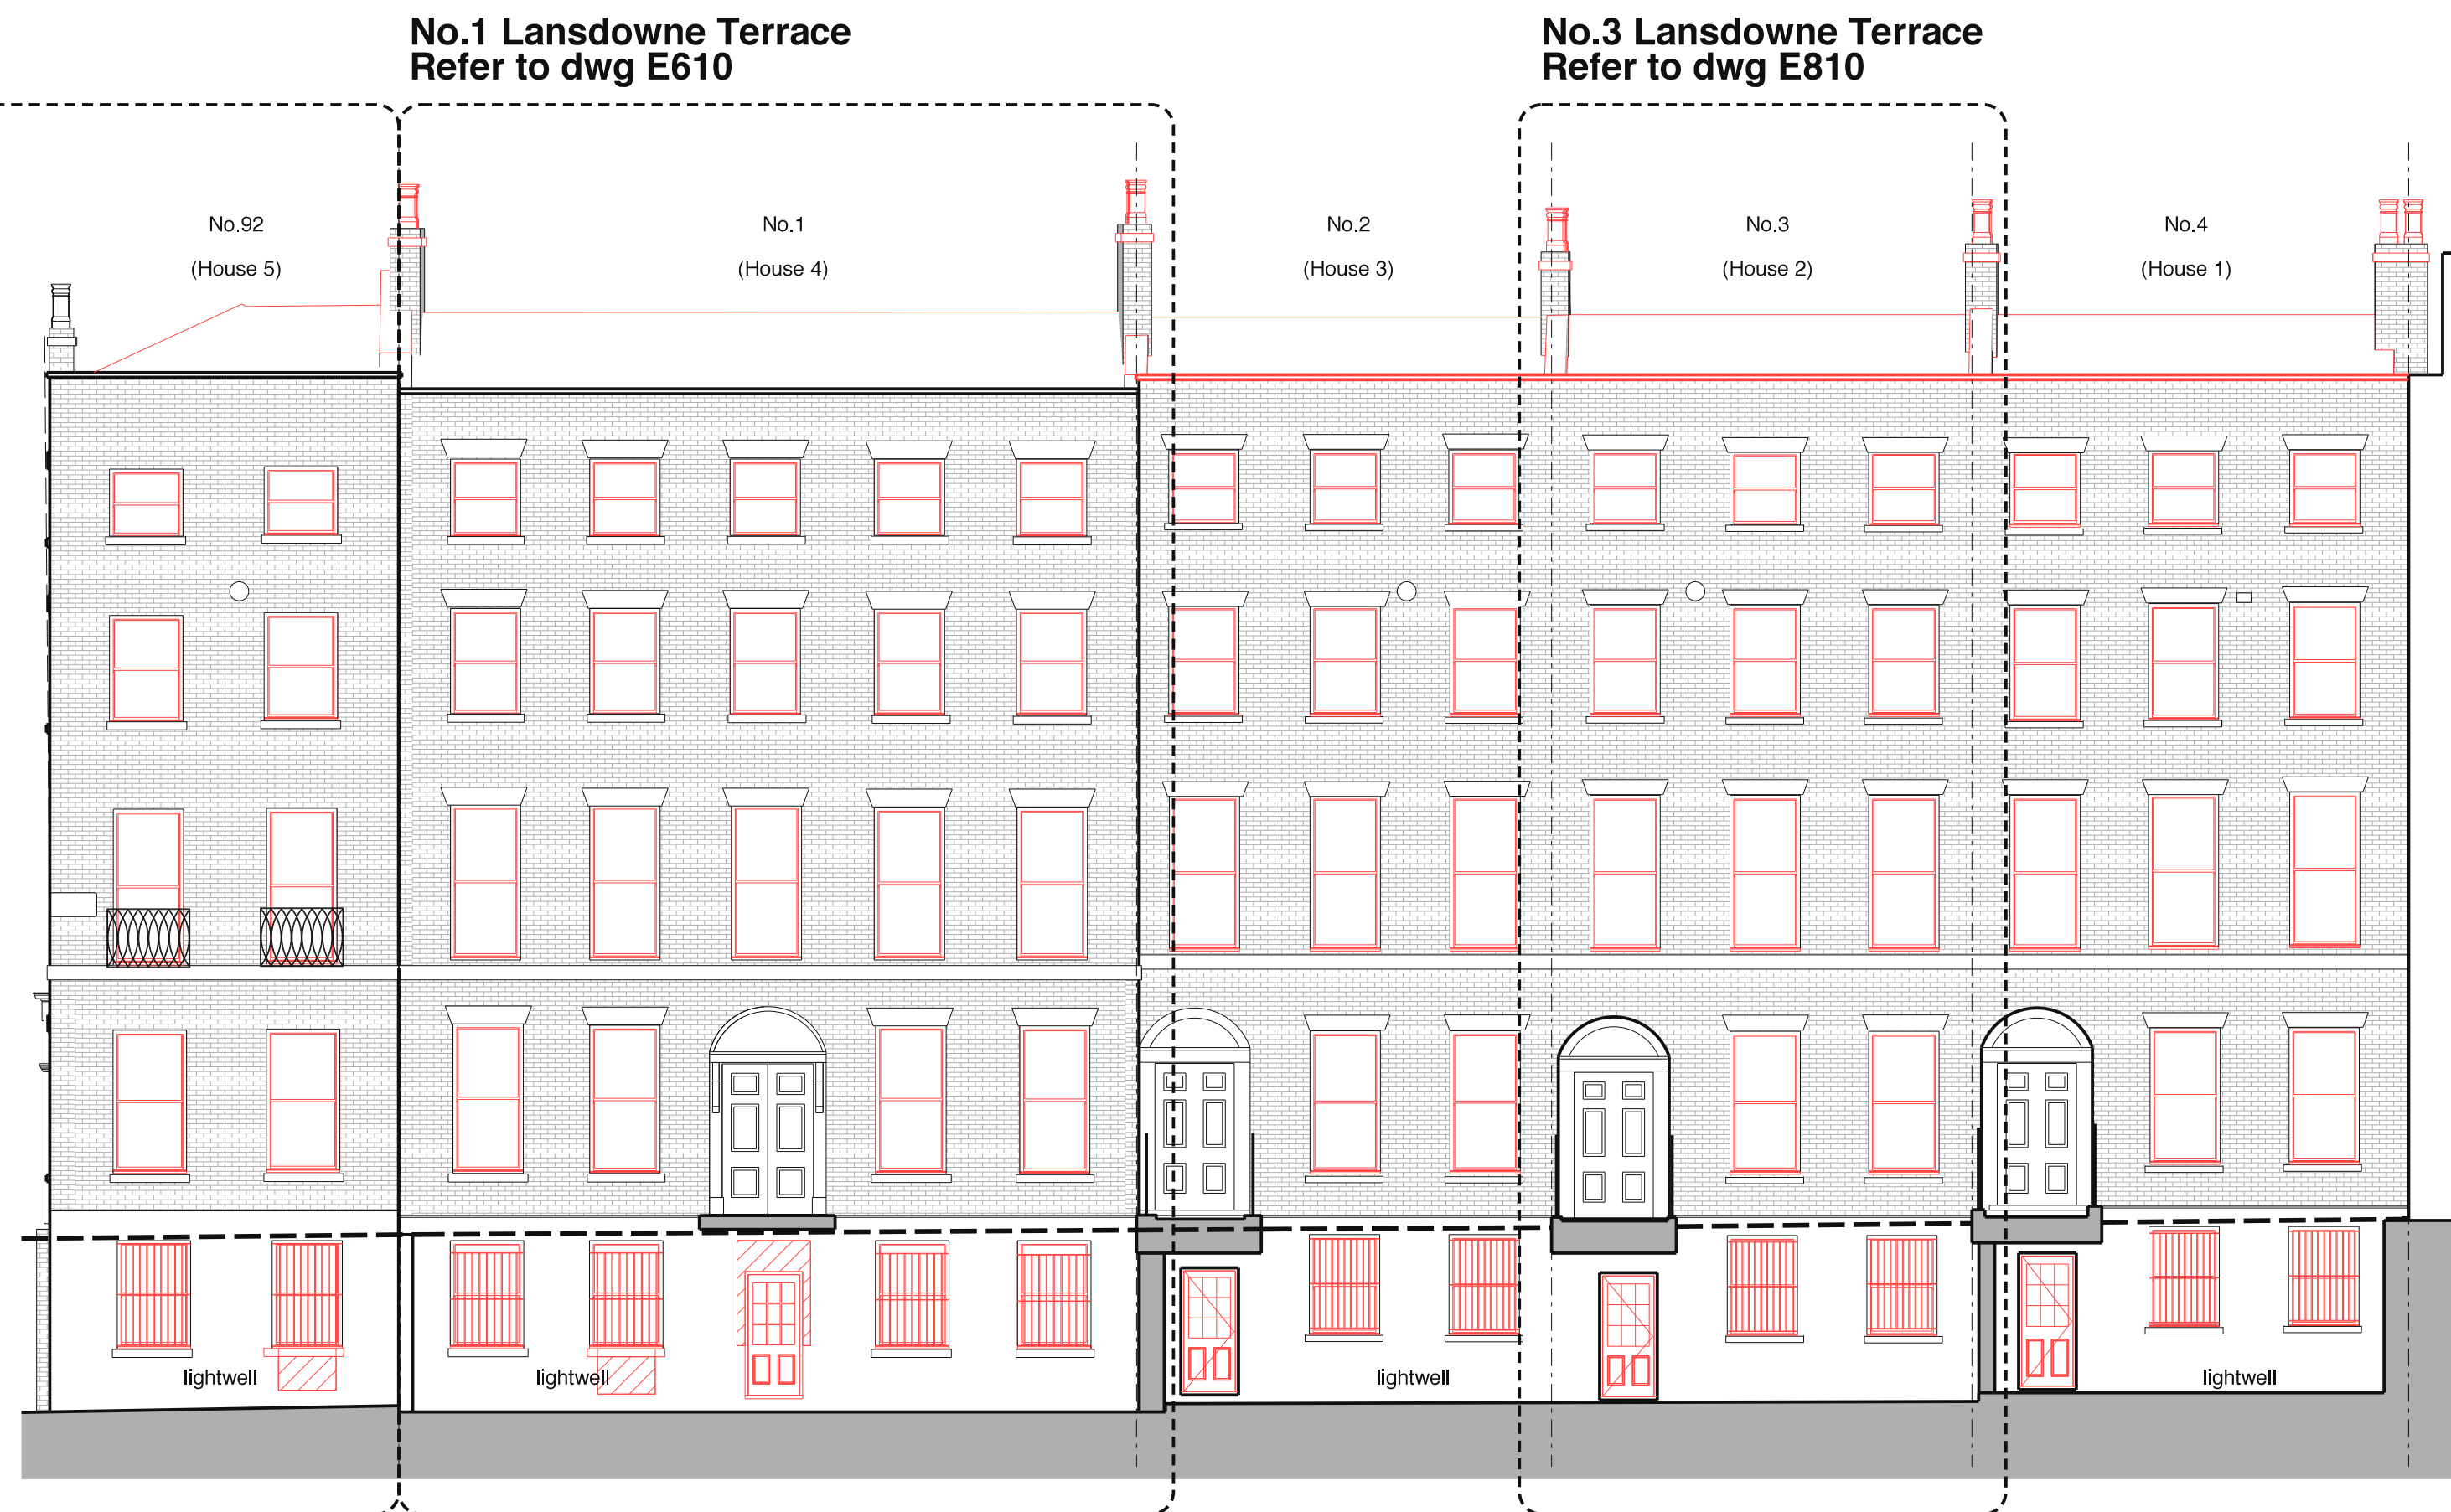 No.1 Lansdowne Terrace
Refer to dwg E610
No.3 Lansdowne Terrace
Refer to dwg E810
No.92
(House 5)
No.1
(House 4)
No.2
(House 3)
No.3
(House 2)
No.4
(House 1)
lightwell
lightwell
lightwell
lightwell